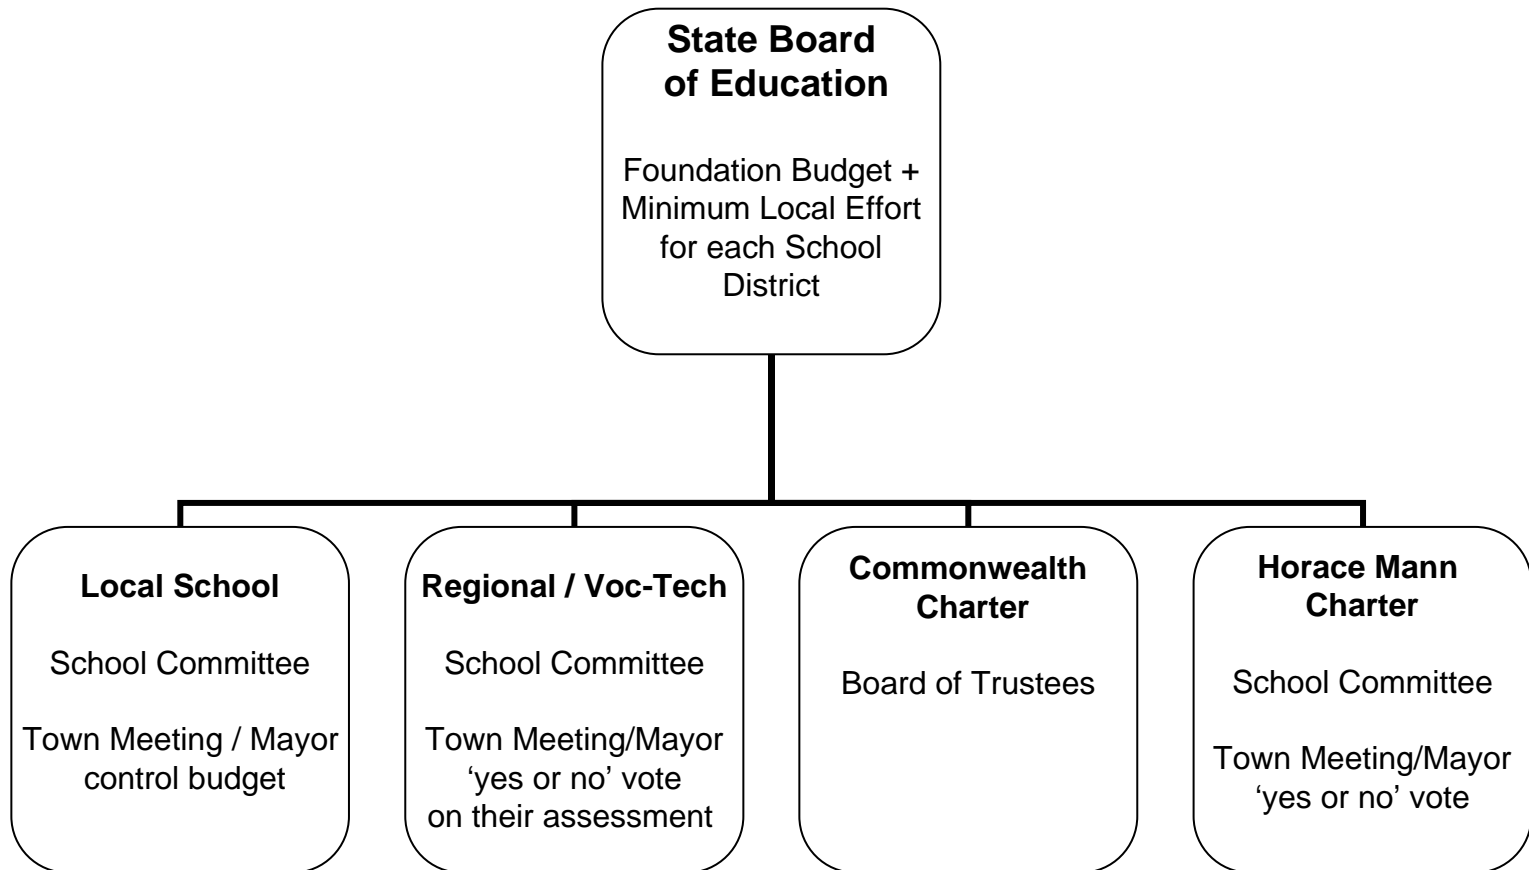 State Board
of Education
Foundation Budget +
Minimum Local Effort
for each School
District
Local School
School Committee
Town Meeting / Mayor
control budget
Regional / Voc-Tech
School Committee
Town Meeting/Mayor
‘yes or no’ vote
on their assessment
Commonwealth
Charter
Board of Trustees
Horace Mann
Charter
School Committee
Town Meeting/Mayor
‘yes or no’ vote